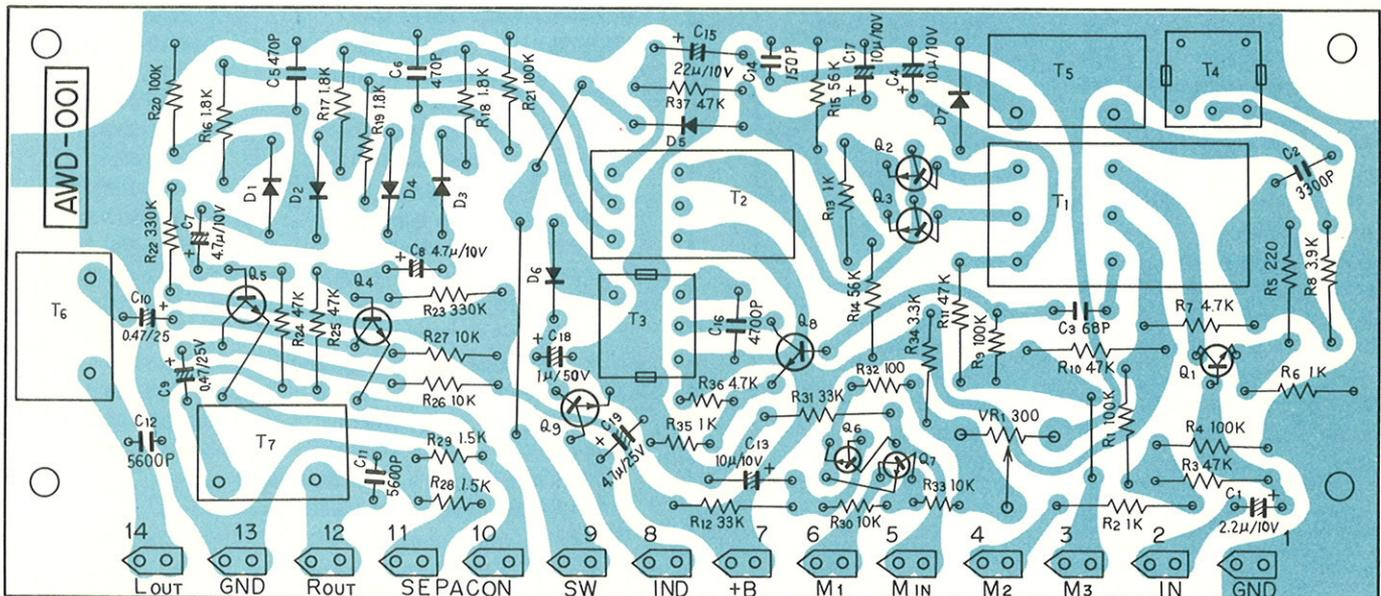 AWD-001
R20 100K
R16 1.8K
C5 470P
R17 1.8K
R19 1.8K
C6 470P
R18 1.8K
R21 100K
+ C15
22μ/10V
R37 47K
D5
C14 150P
R15 56K
C17 10μ/10V +
C4 10μ/10V +
D7
T5
T4
C2
3300P
D1
D2
D4
D3
T2
Q2
Q3
R13 1K
T1
R22 330K
C7 4.7μ/10V +
C8 4.7μ/10V +
Q5
Q4
R24 47K
R25 47K
R23 330K
R27 10K
R26 10K
D6
T3
C16 4700P
Q8
R14 56K
R34 3.3K
R11 47K
R9 100K
C3 68P
R10 47K
R7 4.7K
Q1
R5 220
R8 3.9K
R6 1K
T6
C10 +
0.47/25
C9 0.47/25V +
C12
5600P
T7
C11 5600P
R29 1.5K
R28 1.5K
+ C18
1μ/50V
Q9
C19 4.7μ/25V +
R36 4.7K
R35 1K
R31 33K
R32 100
C13
10μ/10V +
Q6
Q7
R12 33K
R30 10K
R33 10K
VR1 300
R1 100K
R4 100K
R3 47K
R2 1K
C1 +
2.2μ/10V
14 13 12 11 10 9 8 7 6 5 4 3 2 1
LOUT GND ROUT SEPACON SW IND +B M1 MIN M2 M3 IN GND